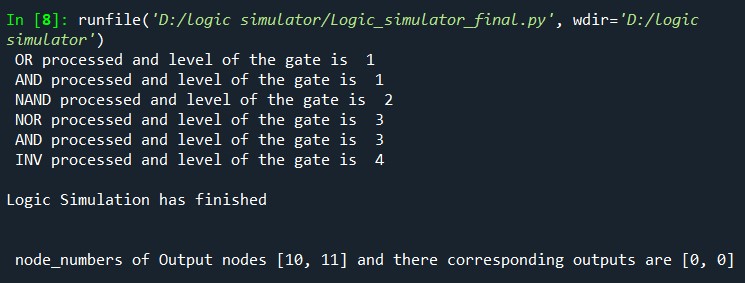 In [8]: runfile('D:/logic simulator/Logic_simulator_final.py', wdir='D:/logic
simulator')
OR processed and level of the gate is 1
AND processed and level of the gate is 1
NAND processed and level of the gate is 2
NOR processed and level of the gate is 3
AND processed and level of the gate is 3
INV processed and level of the gate is 4
Logic Simulation has finished
node_numbers of Output nodes [10, 11] and there corresponding outputs are [0, 0]